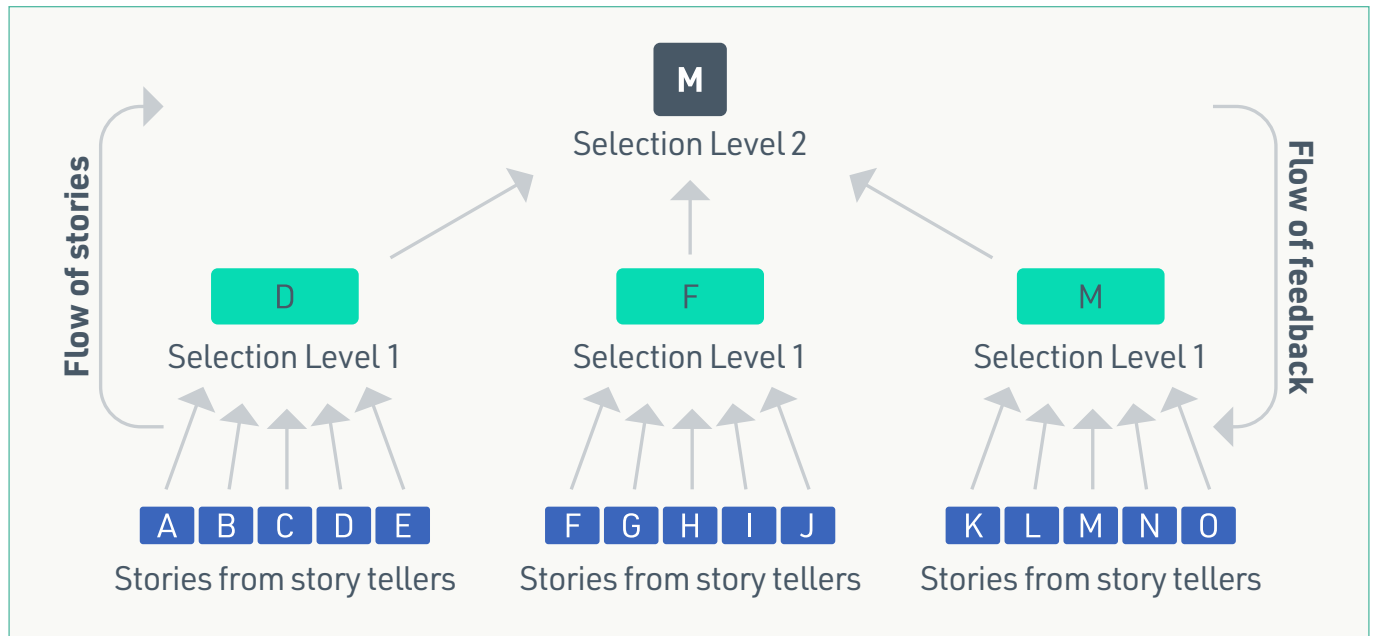 M
Selection Level 2
Flow of stories
Flow of feedback
D
F
M
Selection Level 1
Selection Level 1
Selection Level 1
A B C D E
F G H I J
K L M N O
Stories from story tellers
Stories from story tellers
Stories from story tellers